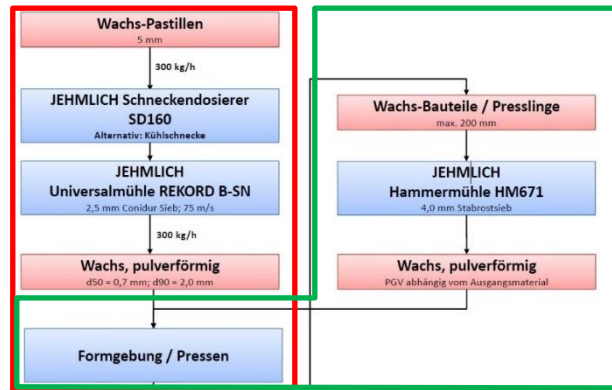 Wachs-Pastillen
5 mm
300 kg/h
JEHMLICH Schneckendosierer
SD160
Alternativ: Kühlschnecke
JEHMLICH
Universalmühle REKORD B-SN
2,5 mm Conidur Sieb; 75 m/s
300 kg/h
Wachs, pulverförmig
d50 = 0,7 mm; d90 = 2,0 mm
Formgebung / Pressen
Wachs-Bauteile / Presslinge
max. 200 mm
JEHMLICH
Hammermühle HM671
4,0 mm Stabrostsieb
Wachs, pulverförmig
PGV abhängig vom Ausgangsmaterial